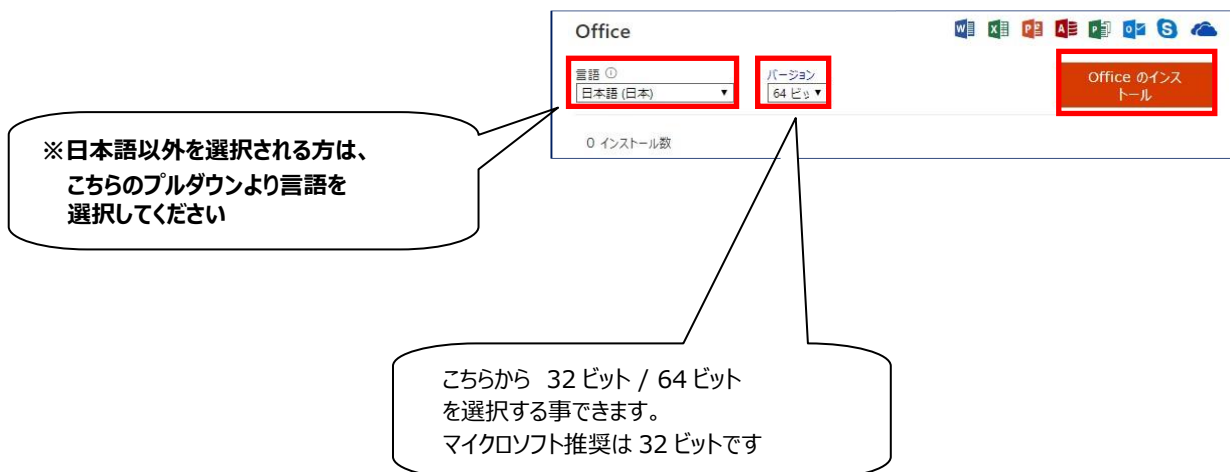 Office
言語
バージョン
日本語 (日本)
64 ビッ
Office のインス
トール
0 インストール数
※日本語以外を選択される方は、
こちらのプルダウンより言語を
選択してください
こちらから 32 ビット / 64 ビット
を選択する事できます。
マイクロソフト推奨は 32 ビットです